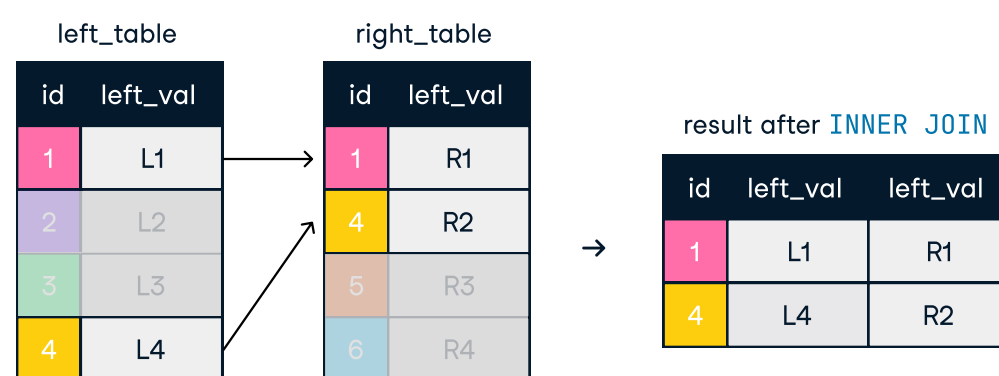 left_table
id left_val
1 L1
2 L2
3 L3
4 L4
right_table
id left_val
1 R1
4 R2
5 R3
6 R4
result after INNER JOIN
id left_val left_val
1 L1 R1
4 L4 R2